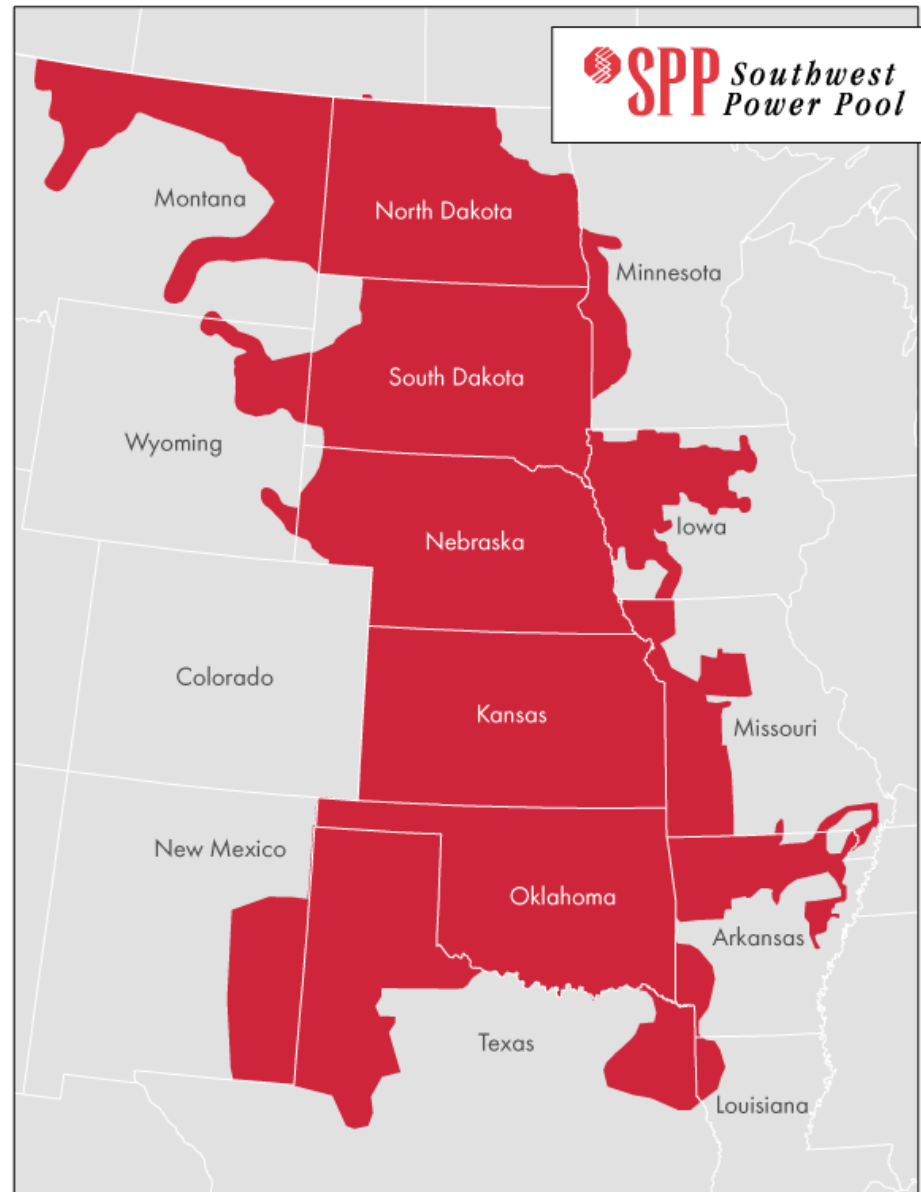 SPP Southwest
Power Pool
Montana
North Dakota
Minnesota
South Dakota
Wyoming
Iowa
Nebraska
Colorado
Kansas
Missouri
New Mexico
Oklahoma
Arkansas
Texas
Louisiana